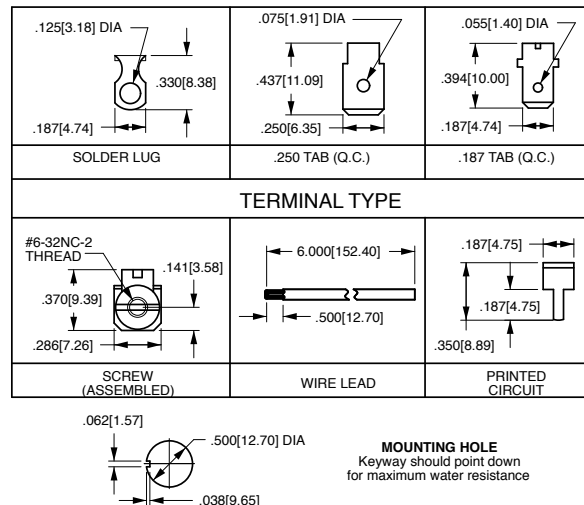 .125[3.18] DIA
.330[8.38]
.187[4.74]
SOLDER LUG
.075[1.91] DIA
.437[11.09]
.250[6.35]
.250 TAB (Q.C.)
.055[1.40] DIA
.394[10.00]
.187[4.74]
.187 TAB (Q.C.)
TERMINAL TYPE
#6-32NC-2
THREAD
.141[3.58]
.370[9.39]
.286[7.26]
SCREW
(ASSEMBLED)
6.000[152.40]
.500[12.70]
WIRE LEAD
.187[4.75]
.187[4.75]
.350[8.89]
PRINTED
CIRCUIT
.062[1.57]
.500[12.70] DIA
.038[9.65]
MOUNTING HOLE
Keyway should point down
for maximum water resistance